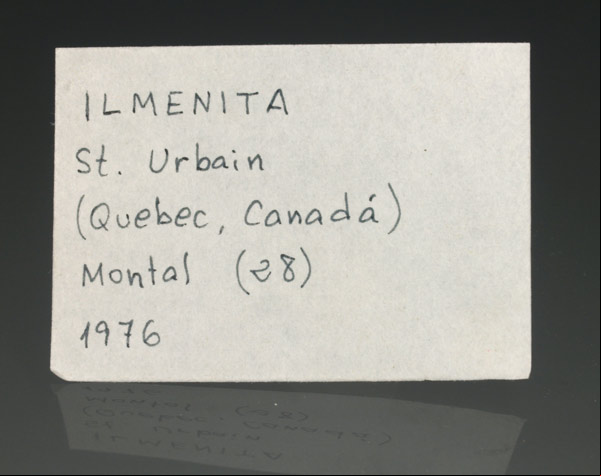 ILMENITA
St. Urbain
(Quebec, Canadá)
Montal (28)
1976